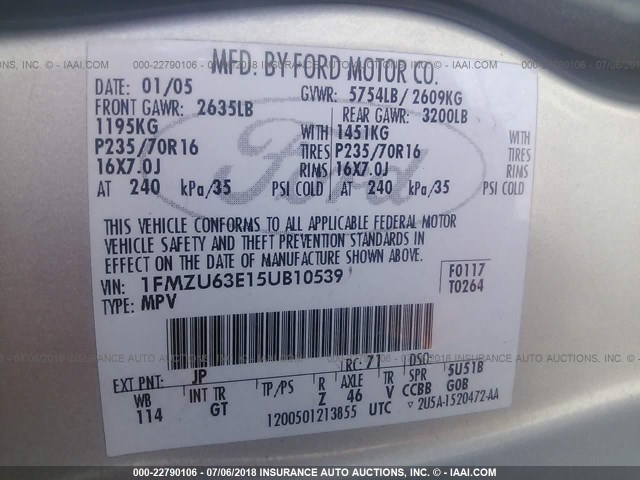 000-22790106 - 07/06/2018 INSURANCE AUTO AUCTIONS, INC. - IAAI.COM
MFD. BY FORD MOTOR CO.
DATE: 01/05 GVWR: 5754LB/ 2609KG
FRONT GAWR: 2635LB REAR GAWR: 3200LB
1195KG WITH 1451KG WITH
P235/70R16 TIRES P235/70R16 TIRES
16X7.0J RIMS 16X7.0J RIMS
AT 240 kPa/35 PSI COLD AT 240 kPa/35 PSI COLD
Ford
THIS VEHICLE CONFORMS TO ALL APPLICABLE FEDERAL MOTOR
VEHICLE SAFETY AND THEFT PREVENTION STANDARDS IN
EFFECT ON THE DATE OF MANUFACTURE SHOWN ABOVE.
VIN: 1FMZU63E15UB10539 F0117
TYPE: MPV T0264
EXT PNT: JP RC: 71 DSO: 5U51B
WB INT TR TP/PS R AXLE TR SPR G0B
114 GT Z 46 V CCBB
1200501213855 UTC ▽ 2U5A-1520472-AA
000-22790106 - 07/06/2018 INSURANCE AUTO AUCTIONS, INC. - IAAI.COM